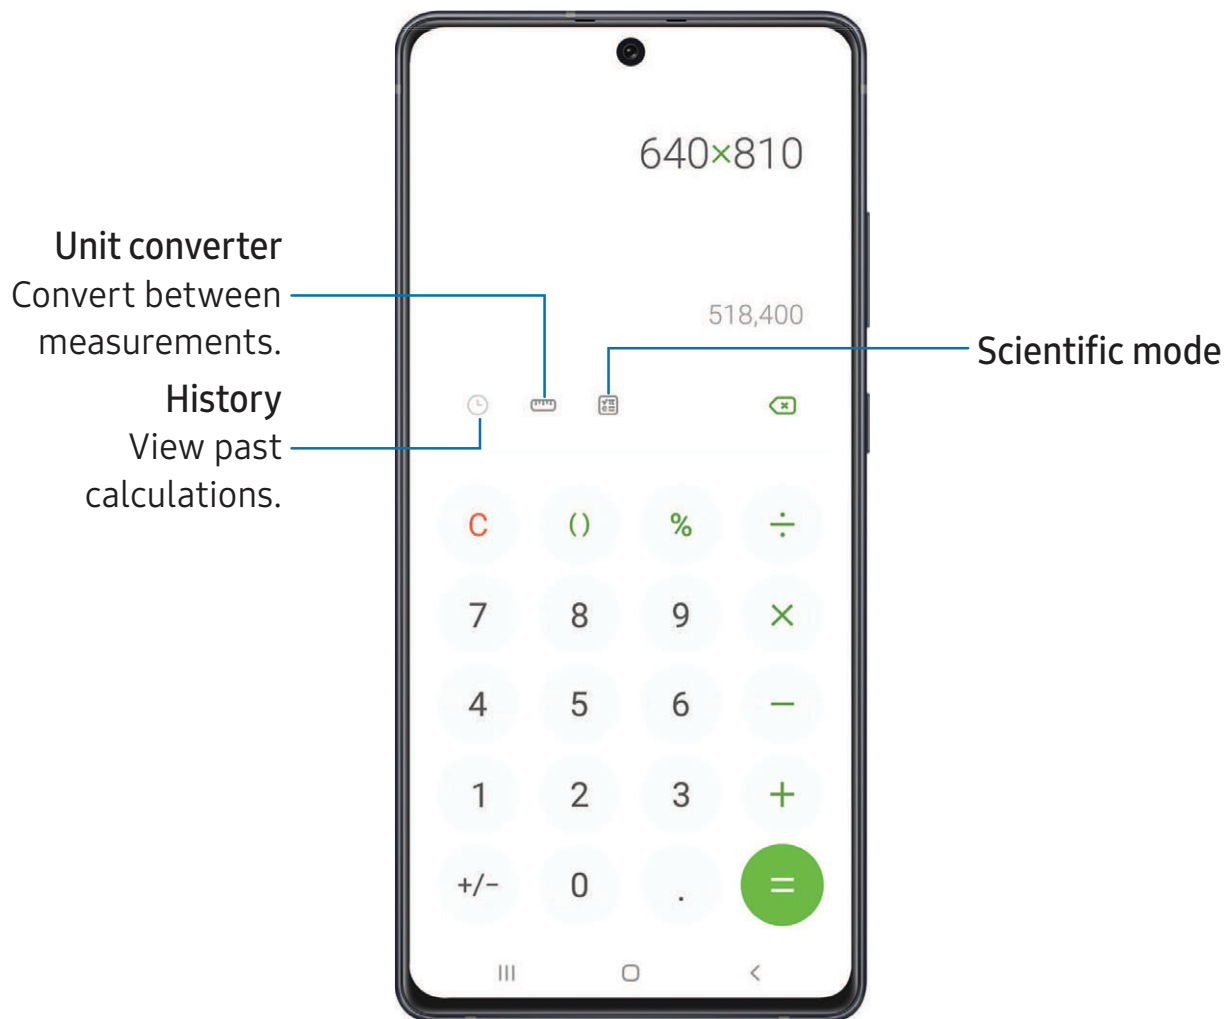 640×810
Unit converter
Convert between
measurements.
518,400
Scientific mode
History
View past
calculations.
C () % ÷
7 8 9 ×
4 5 6 −
1 2 3 +
+/− 0 . =